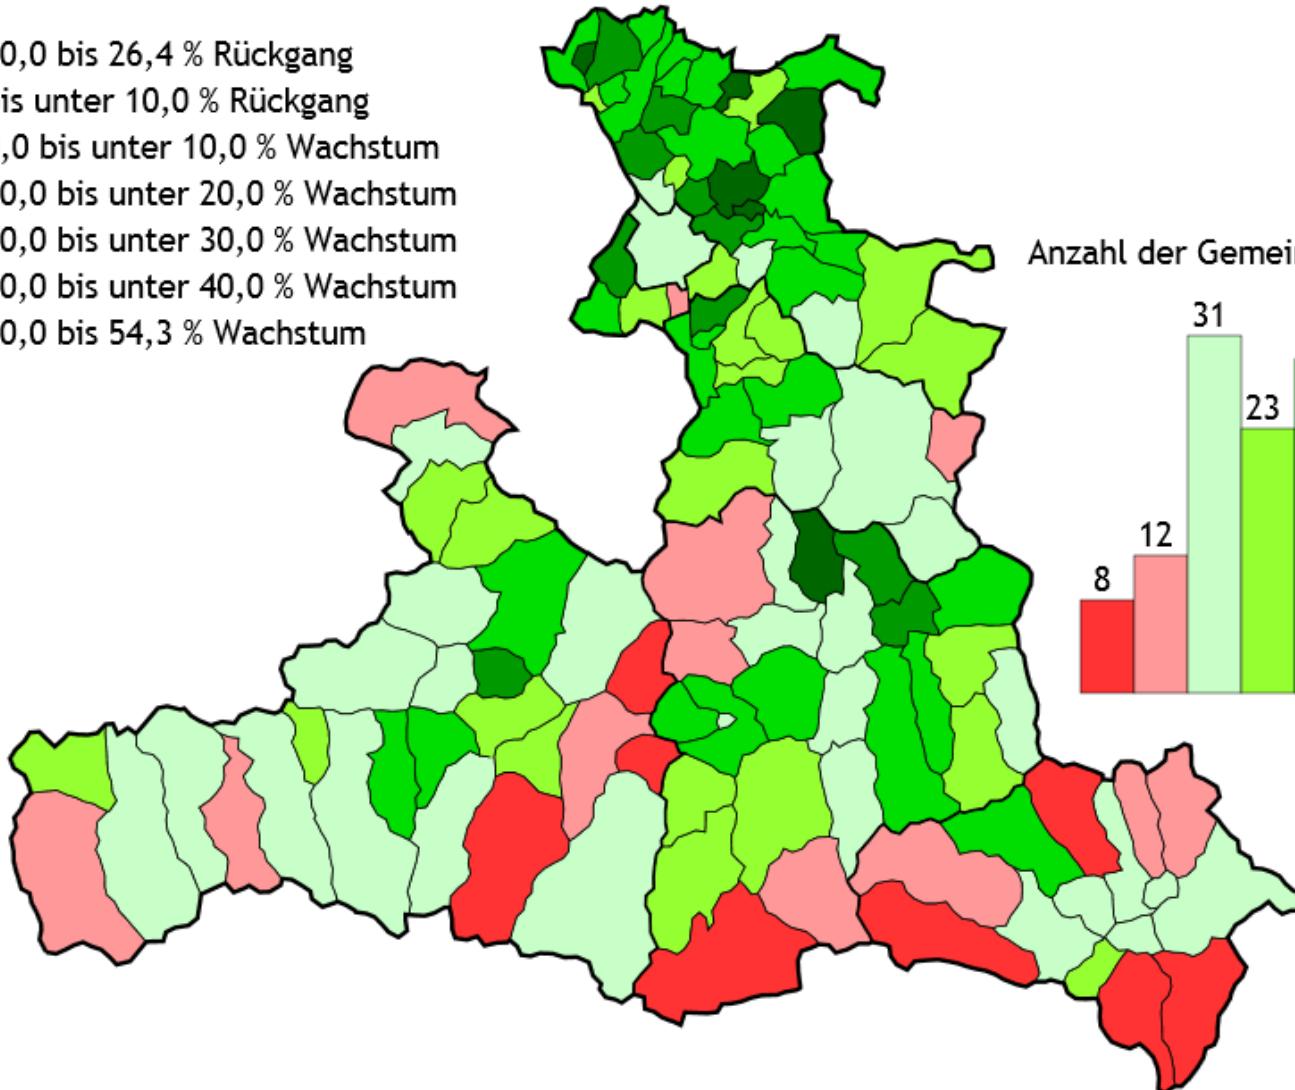 0,0 bis 26,4 % Rückgang
is unter 10,0 % Rückgang
,0 bis unter 10,0 % Wachstum
0,0 bis unter 20,0 % Wachstum
0,0 bis unter 30,0 % Wachstum
0,0 bis unter 40,0 % Wachstum
0,0 bis 54,3 % Wachstum
Anzahl der Gemei
31
23
12
8